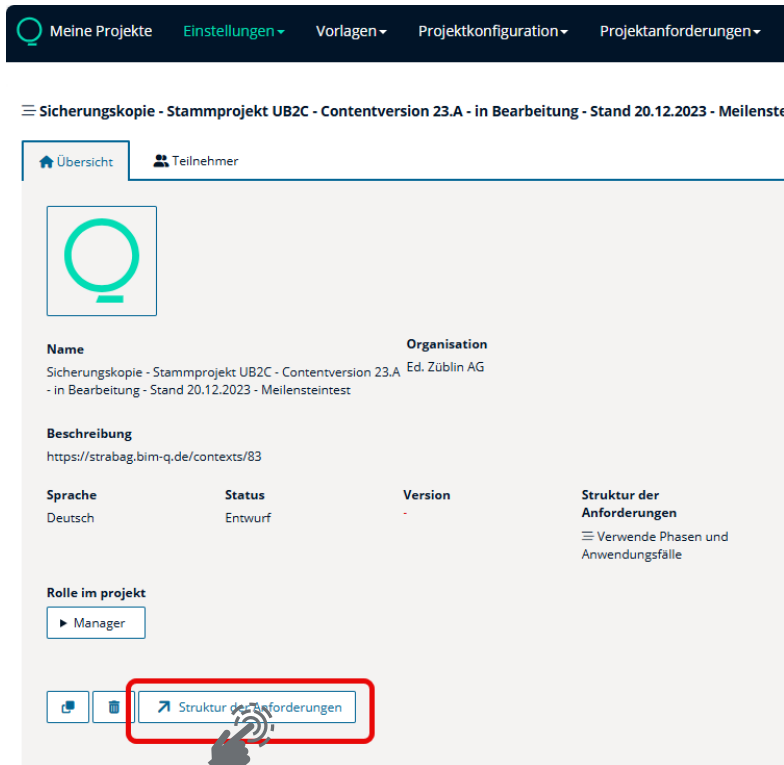 Meine Projekte Einstellungen Vorlagen Projektkonfiguration Projektanforderungen
Sicherungskopie - Stammprojekt UB2C - Contentversion 23.A - in Bearbeitung - Stand 20.12.2023 - Meilenste
Übersicht Teilnehmer
Name Organisation
Sicherungskopie - Stammprojekt UB2C - Contentversion 23.A Ed. Züblin AG
- in Bearbeitung - Stand 20.12.2023 - Meilensteintest
Beschreibung
https://strabag.bim-q.de/contexts/83
Sprache Status Version Struktur der
Anforderungen
Deutsch Entwurf -
Verwende Phasen und
Anwendungsfälle
Rolle im projekt
Manager
Struktur der Anforderungen